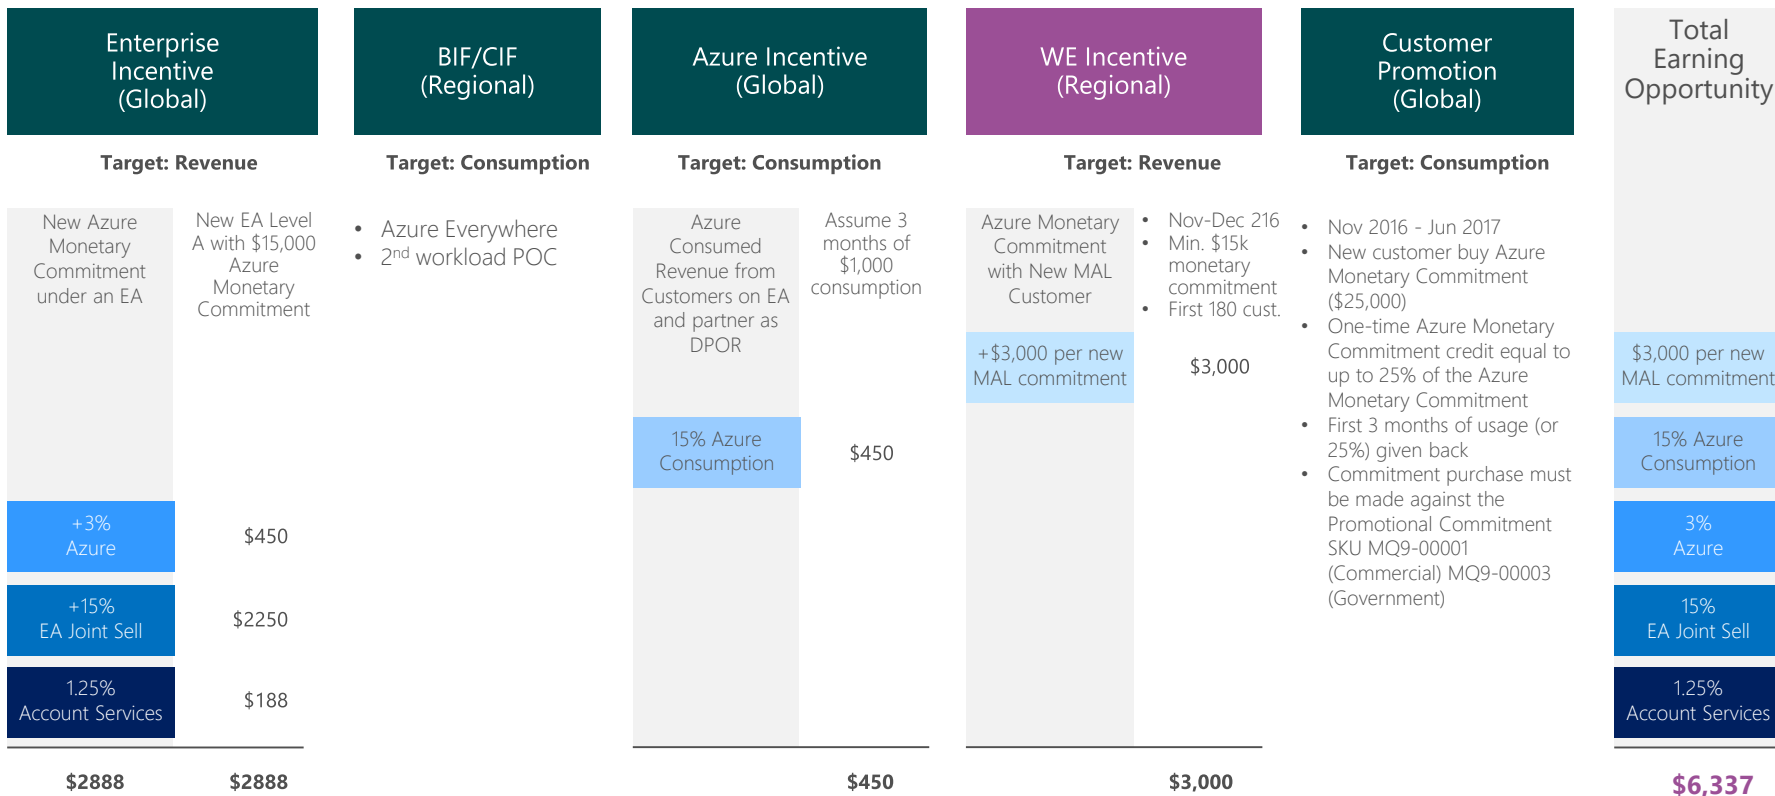 Enterprise
Incentive
(Global)
BIF/CIF
(Regional)
Azure Incentive
(Global)
WE Incentive
(Regional)
Customer
Promotion
(Global)
Total
Earning
Opportunity
Target: Revenue
Target: Consumption
Target: Consumption
Target: Revenue
Target: Consumption
New Azure
Monetary
Commitment
under an EA
New EA Level
A with $15,000
Azure
Monetary
Commitment
+3%
Azure
$450
+15%
EA Joint Sell
$2250
1.25%
Account Services
$188
$2888
$2888
• Azure Everywhere
• 2nd workload POC
Azure
Consumed
Revenue from
Customers on EA
and partner as
DPOR
Assume 3
months of
$1,000
consumption
15% Azure
Consumption
$450
$450
Azure Monetary
Commitment
with New MAL
Customer
• Nov-Dec 216
• Min. $15k
monetary
commitment
• First 180 cust.
+$3,000 per new
MAL commitment
$3,000
$3,000
• Nov 2016 - Jun 2017
• New customer buy Azure
Monetary Commitment
($25,000)
• One-time Azure Monetary
Commitment credit equal to
up to 25% of the Azure
Monetary Commitment
• First 3 months of usage (or
25%) given back
• Commitment purchase must
be made against the
Promotional Commitment
SKU MQ9-00001
(Commercial) MQ9-00003
(Government)
$3,000 per new
MAL commitment
15% Azure
Consumption
3%
Azure
15%
EA Joint Sell
1.25%
Account Services
$6,337